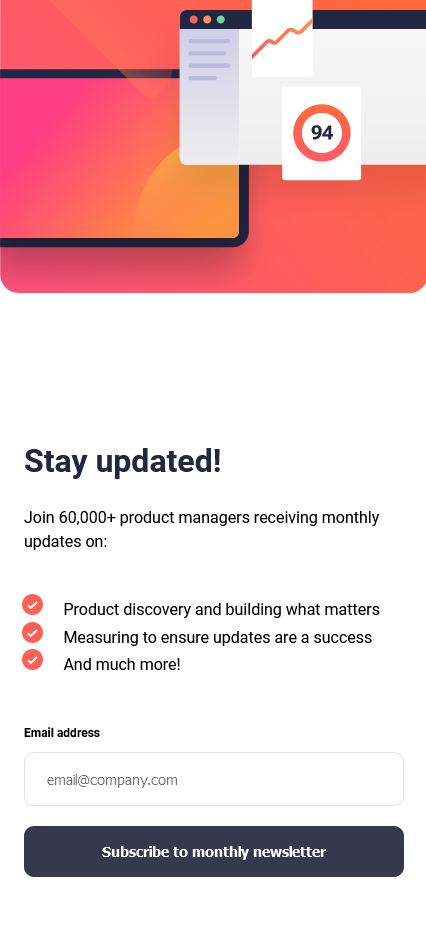 94
Stay updated!
Join 60,000+ product managers receiving monthly
updates on:
Product discovery and building what matters
Measuring to ensure updates are a success
And much more!
Email address
email@company.com
Subscribe to monthly newsletter